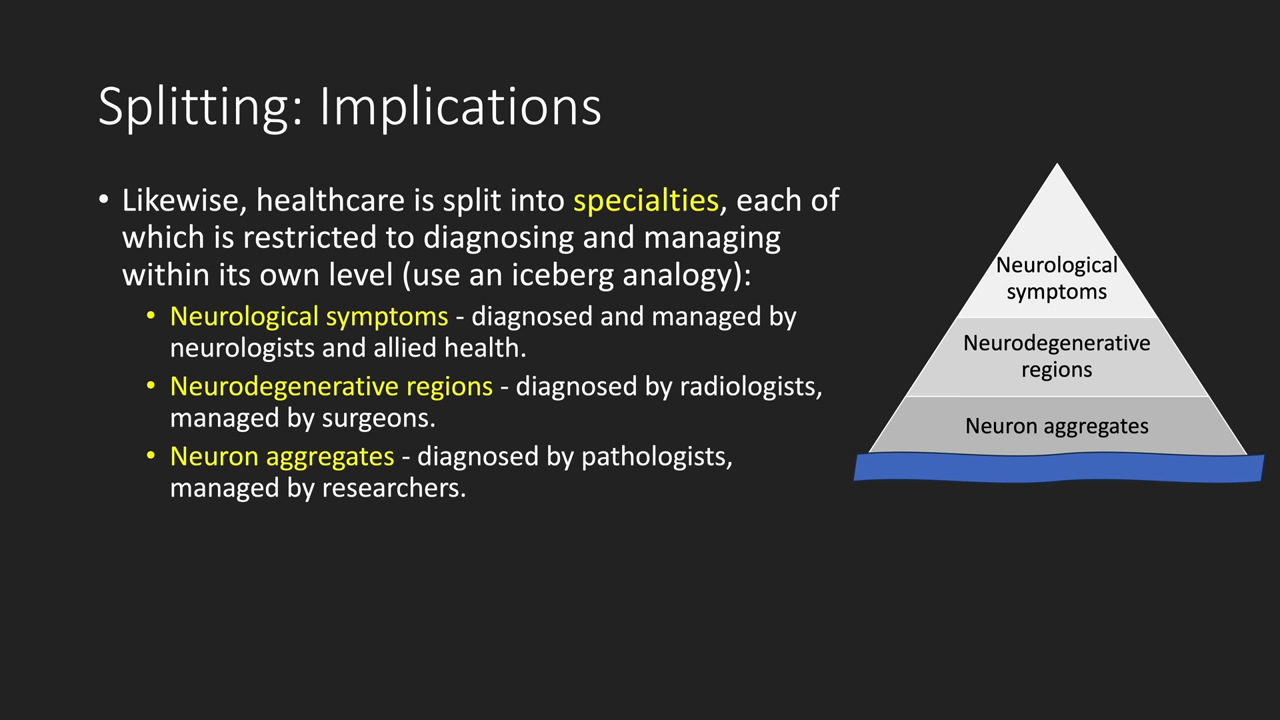 Splitting: Implications
• Likewise, healthcare is split into specialties, each of
which is restricted to diagnosing and managing
within its own level (use an iceberg analogy):
• Neurological symptoms - diagnosed and managed by
neurologists and allied health.
• Neurodegenerative regions - diagnosed by radiologists,
managed by surgeons.
• Neuron aggregates - diagnosed by pathologists,
managed by researchers.
Neurological
symptoms
Neurodegenerative
regions
Neuron aggregates